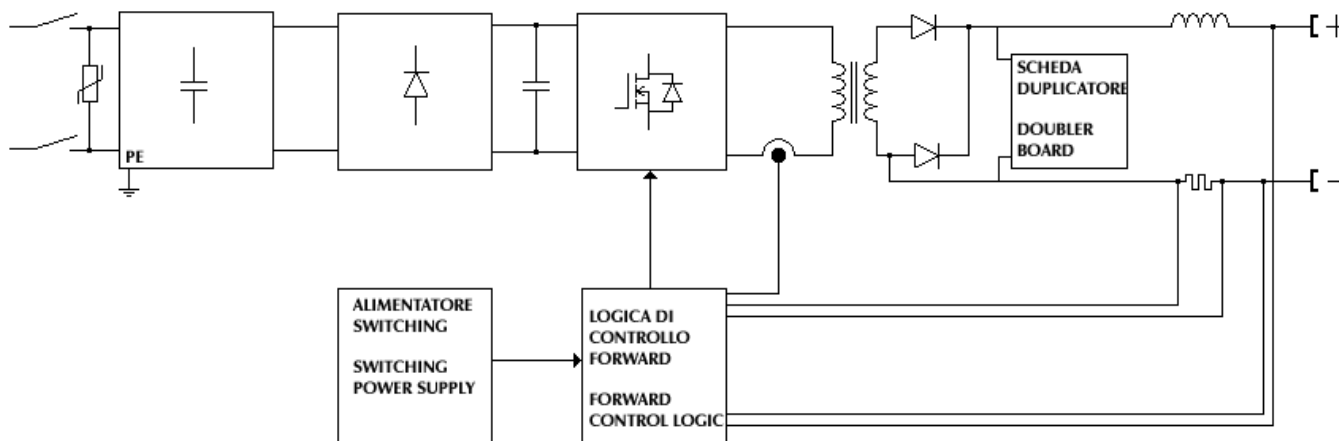 PE
SCHEDA
DUPLICATORE
DOUBLER
BOARD
+
-
ALIMENTATORE
SWITCHING
SWITCHING
POWER SUPPLY
LOGICA DI
CONTROLLO
FORWARD
FORWARD
CONTROL LOGIC